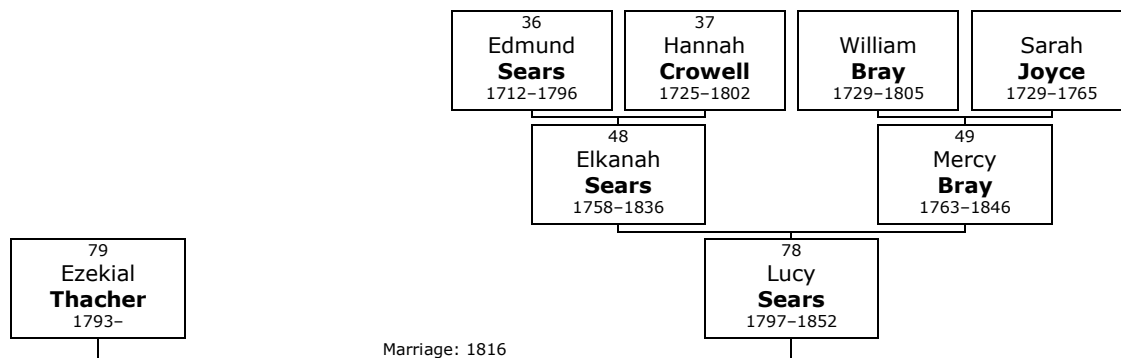 36
Edmund
Sears
1712–1796
37
Hannah
Crowell
1725–1802
William
Bray
1729–1805
Sarah
Joyce
1729–1765
48
Elkanah
Sears
1758–1836
49
Mercy
Bray
1763–1846
79
Ezekial
Thacher
1793–
78
Lucy
Sears
1797–1852
Marriage: 1816